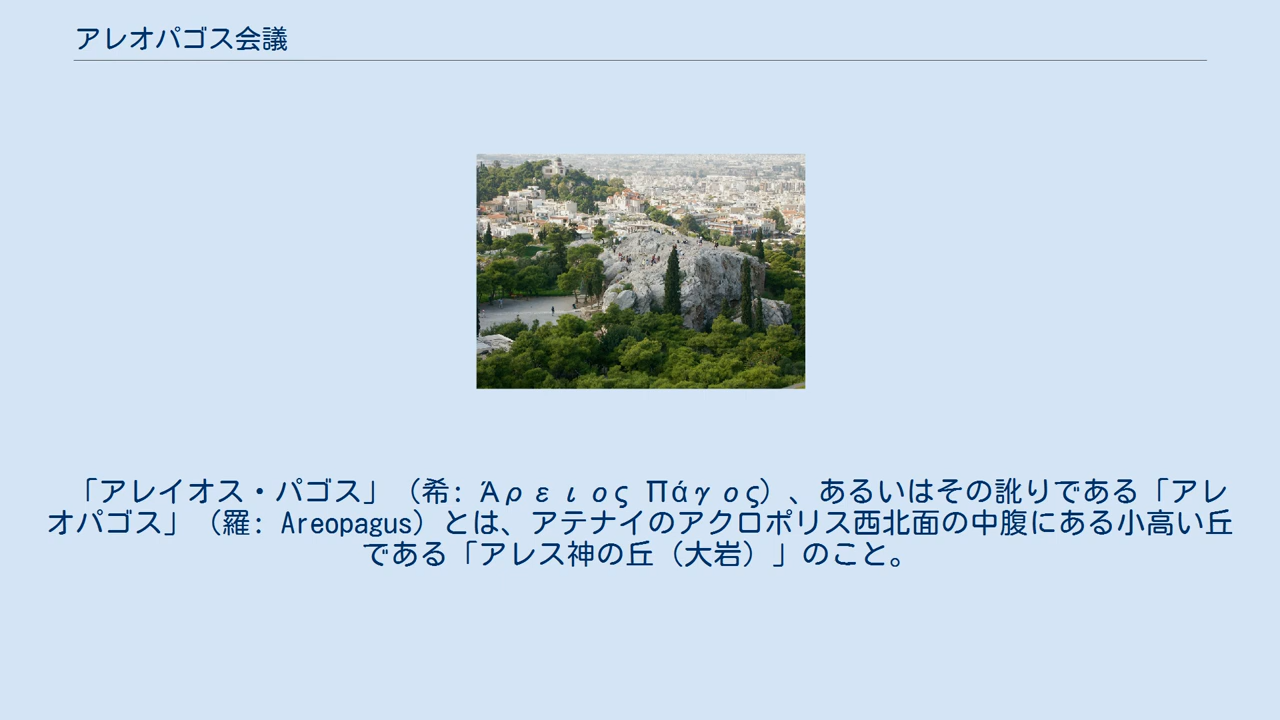 アレオパゴス会議
「アレイオス・パゴス」（希: Άρειος Πάγος）、あるいはその訛りである「アレ
オパゴス」（羅: Areopagus）とは、アテナイのアクロポリス西北面の中腹にある小高い丘
である「アレス神の丘（大岩）」のこと。